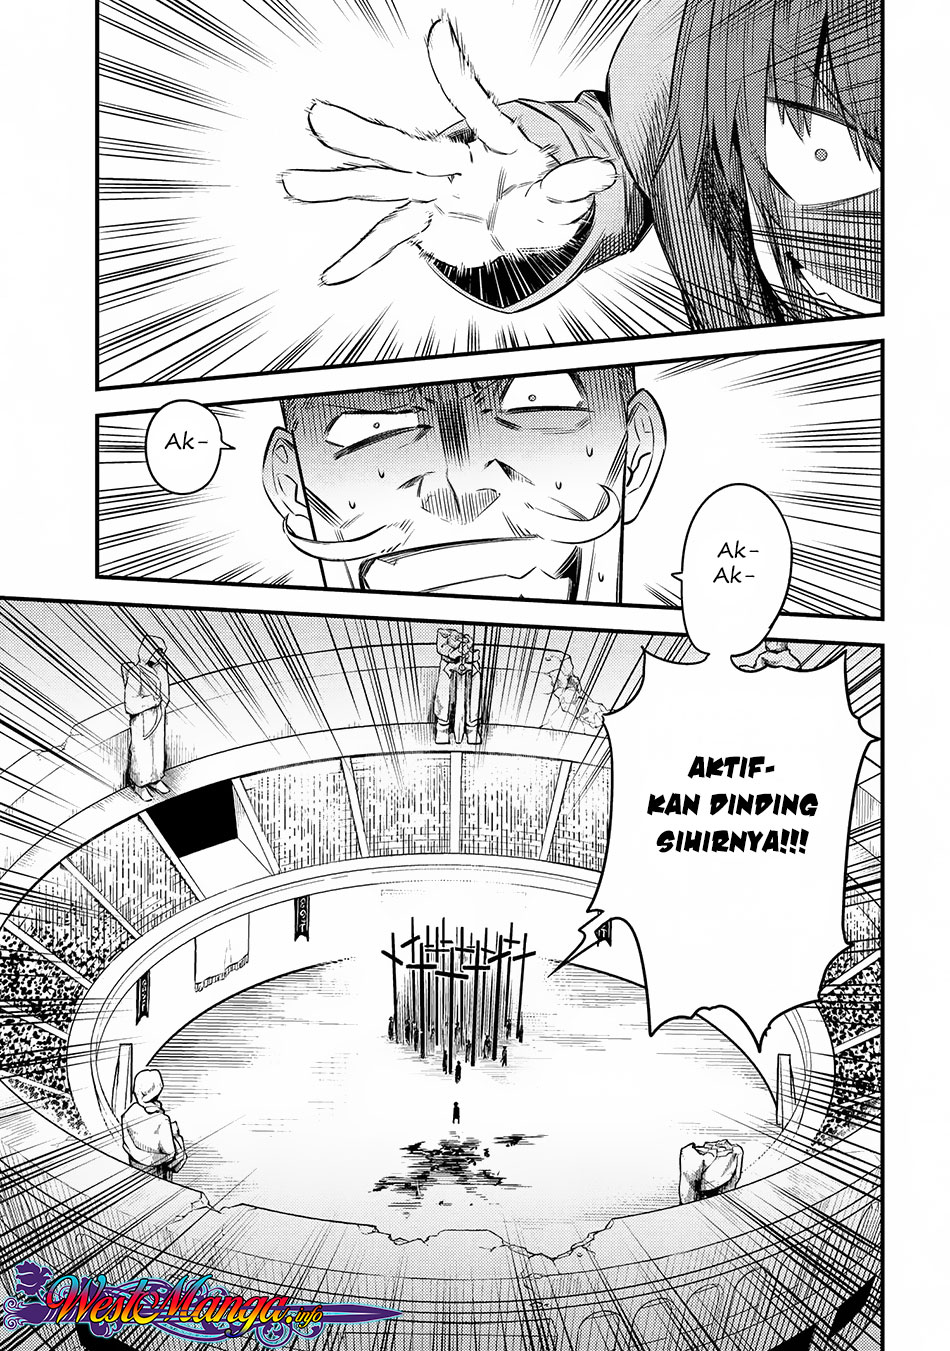 Ak-
Ak-
Ak-
AKTIF-
KAN DINDING
SIHIRNYA!!!
WestManga.info